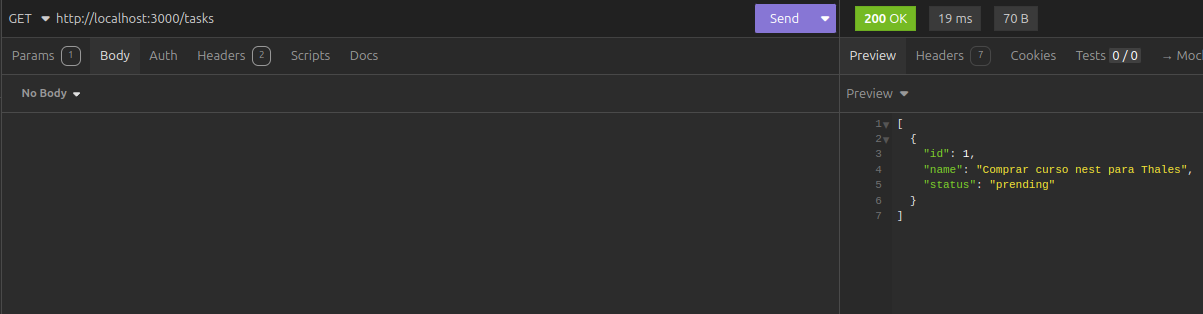 GET http://localhost:3000/tasks Send 200 OK 19 ms 70 B
Params 1 Body Auth Headers 2 Scripts Docs Preview Headers 7 Cookies Tests 0 / 0 → Moc
No Body Preview
1 [
2 {
3 "id": 1,
4 "name": "Comprar curso nest para Thales",
5 "status": "prending"
6 }
7 ]